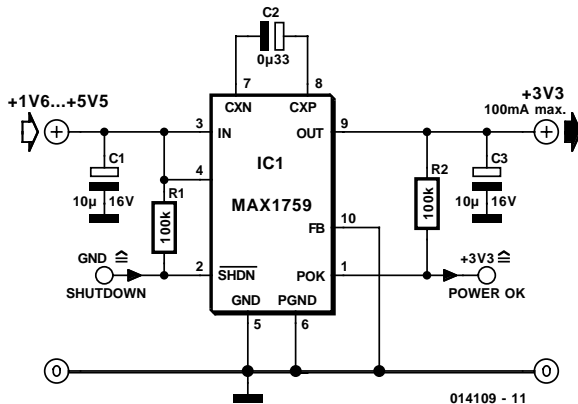 C2
0µ33
7
8
+1V6...+5V5
CXN
CXP
+3V3
100mA max.
3
IN
OUT
9
C1
IC1
R2
C3
4
R1
MAX1759
10µ
16V
100k
FB
10
100k
10µ
16V
GND ≙
2
SHDN
POK
1
+3V3 ≙
SHUTDOWN
POWER OK
GND
PGND
5
6
0
0
014109 - 11